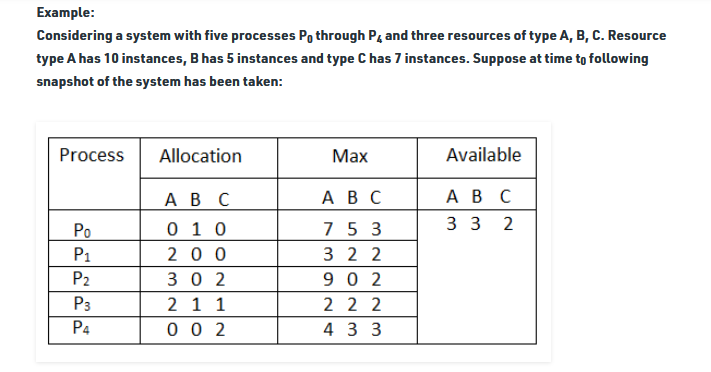 Example:
Considering a system with five processes P₀ through P₄ and three resources of type A, B, C. Resource
type A has 10 instances, B has 5 instances and type C has 7 instances. Suppose at time t₀ following
snapshot of the system has been taken:
Process Allocation Max Available
A B C A B C A B C
P₀ 0 1 0 7 5 3 3 3 2
P₁ 2 0 0 3 2 2
P₂ 3 0 2 9 0 2
P₃ 2 1 1 2 2 2
P₄ 0 0 2 4 3 3